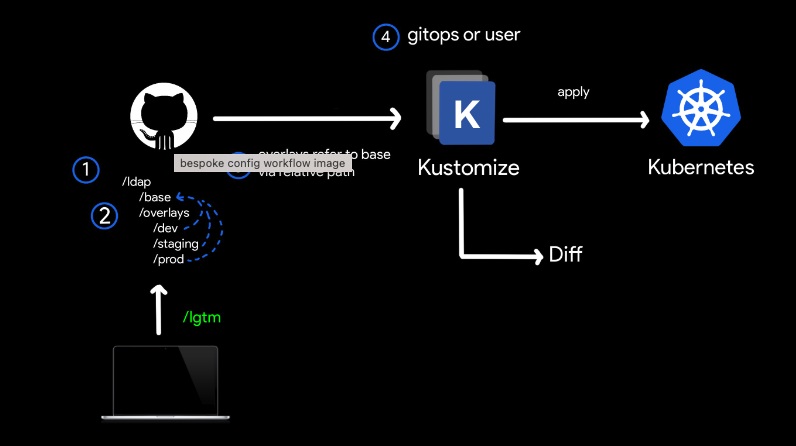 4 gitops or user
K
apply
Kustomize
Kubernetes
overlays refer to base
via relative path
bespoke config workflow image
1
/ldap
/base
2
/overlays
/dev
/staging
/prod
Diff
/lgtm